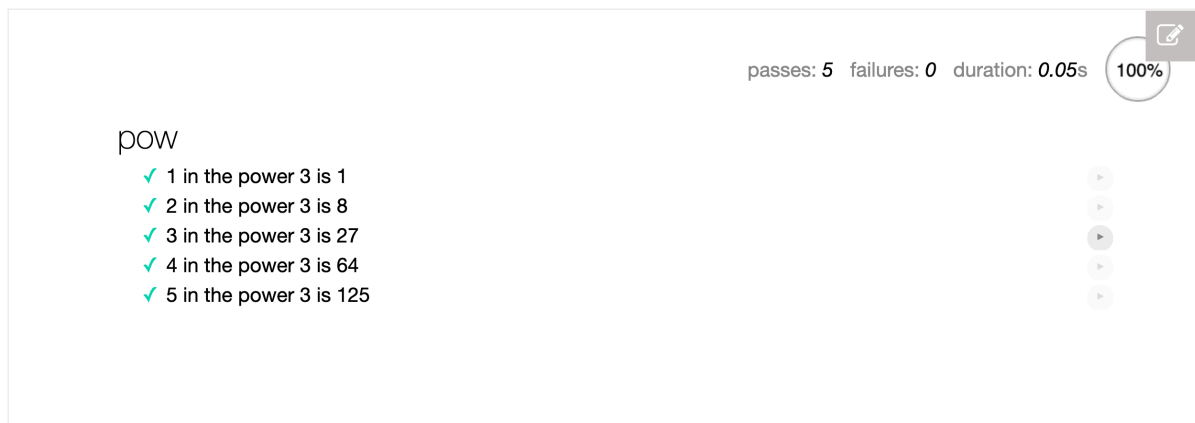 passes: 5 failures: 0 duration: 0.05s 100%
pow
✓ 1 in the power 3 is 1
✓ 2 in the power 3 is 8
✓ 3 in the power 3 is 27
✓ 4 in the power 3 is 64
✓ 5 in the power 3 is 125